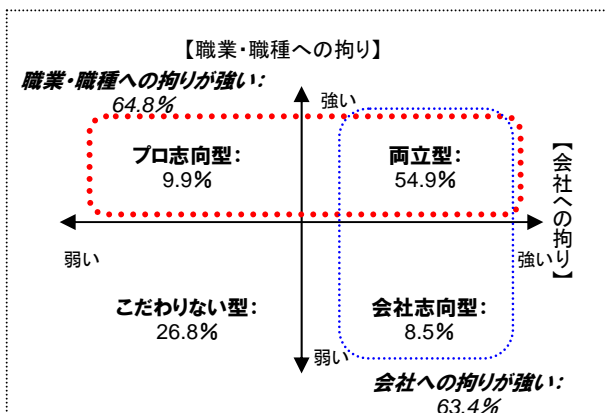 【職業・職種への拘り】
職業・職種への拘りが強い：
64.8%
強い
プロ志向型：
9.9%
両立型：
54.9%
【会社への拘り】
弱い
強い
こだわりない型：
26.8%
会社志向型：
8.5%
弱い
会社への拘りが強い：
63.4%